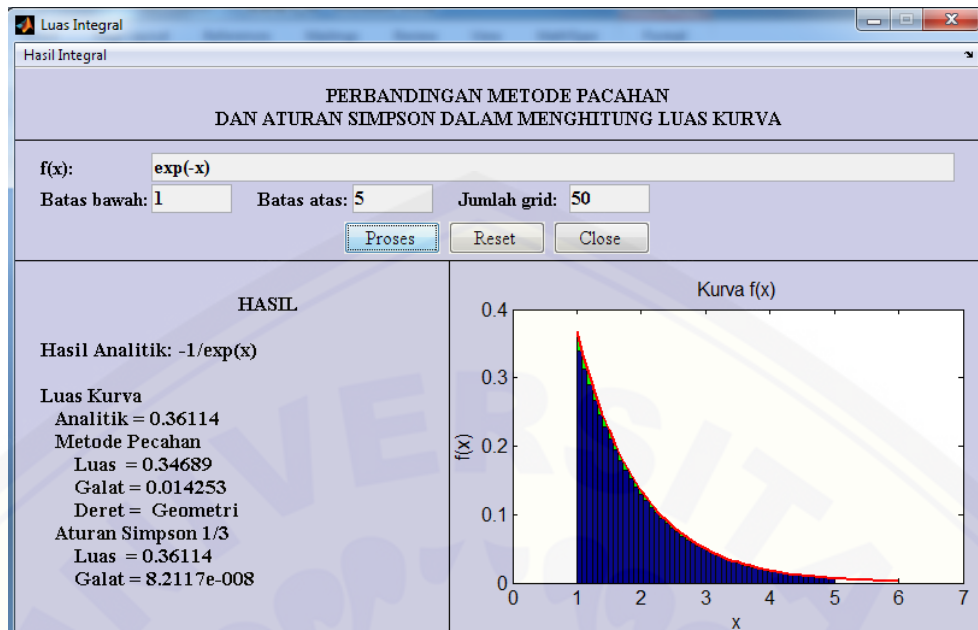 Luas Integral
Hasil Integral
PERBANDINGAN METODE PACAHAN
DAN ATURAN SIMPSON DALAM MENGHITUNG LUAS KURVA
f(x): exp(-x)
Batas bawah: 1 Batas atas: 5 Jumlah grid: 50
Proses Reset Close
HASIL
Hasil Analitik: -1/exp(x)
Luas Kurva
Analitik = 0.36114
Metode Pecahan
Luas = 0.34689
Galat = 0.014253
Deret = Geometri
Aturan Simpson 1/3
Luas = 0.36114
Galat = 8.2117e-008
Kurva f(x)
0.4
0.3
0.2
0.1
0
f(x)
0 1 2 3 4 5 6 7
x